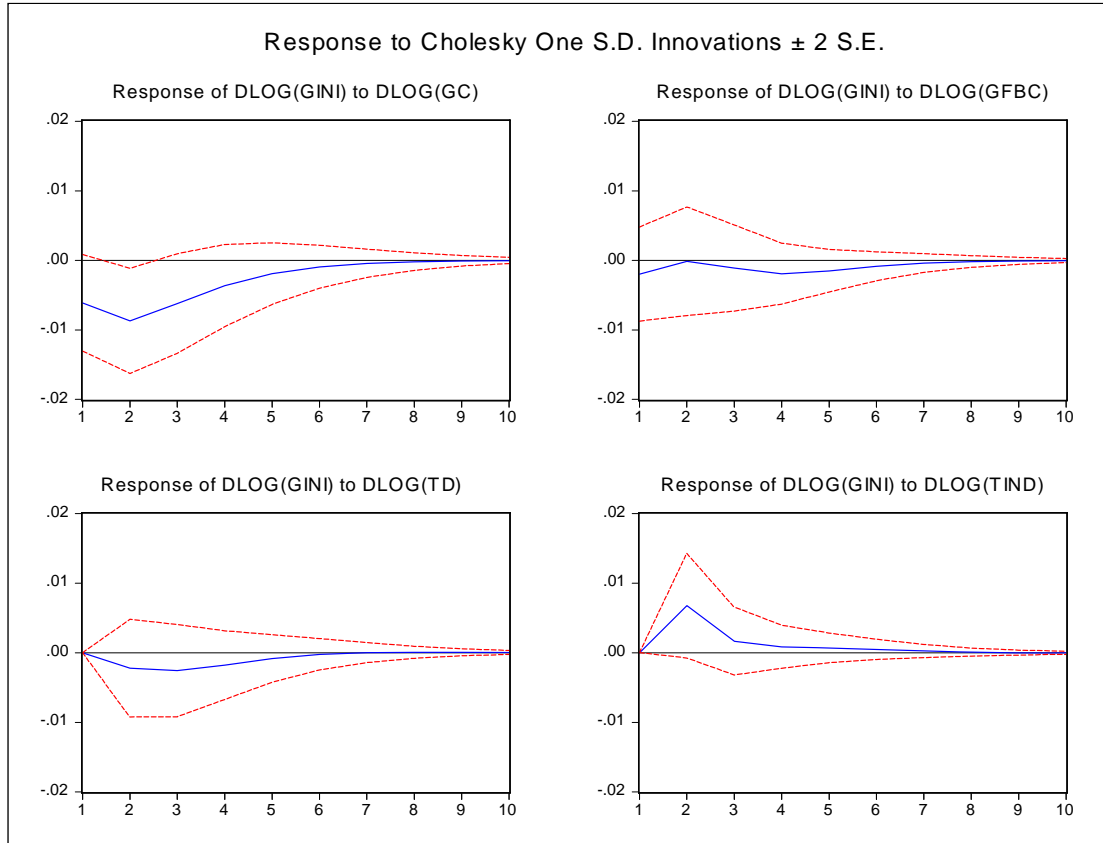 Response to Cholesky One S.D. Innovations ± 2 S.E.
Response of DLOG(GINI) to DLOG(GC)
.02
.01
.00
-.01
-.02
1 2 3 4 5 6 7 8 9 10
Response of DLOG(GINI) to DLOG(GFBC)
.02
.01
.00
-.01
-.02
1 2 3 4 5 6 7 8 9 10
Response of DLOG(GINI) to DLOG(TD)
.02
.01
.00
-.01
-.02
1 2 3 4 5 6 7 8 9 10
Response of DLOG(GINI) to DLOG(TIND)
.02
.01
.00
-.01
-.02
1 2 3 4 5 6 7 8 9 10